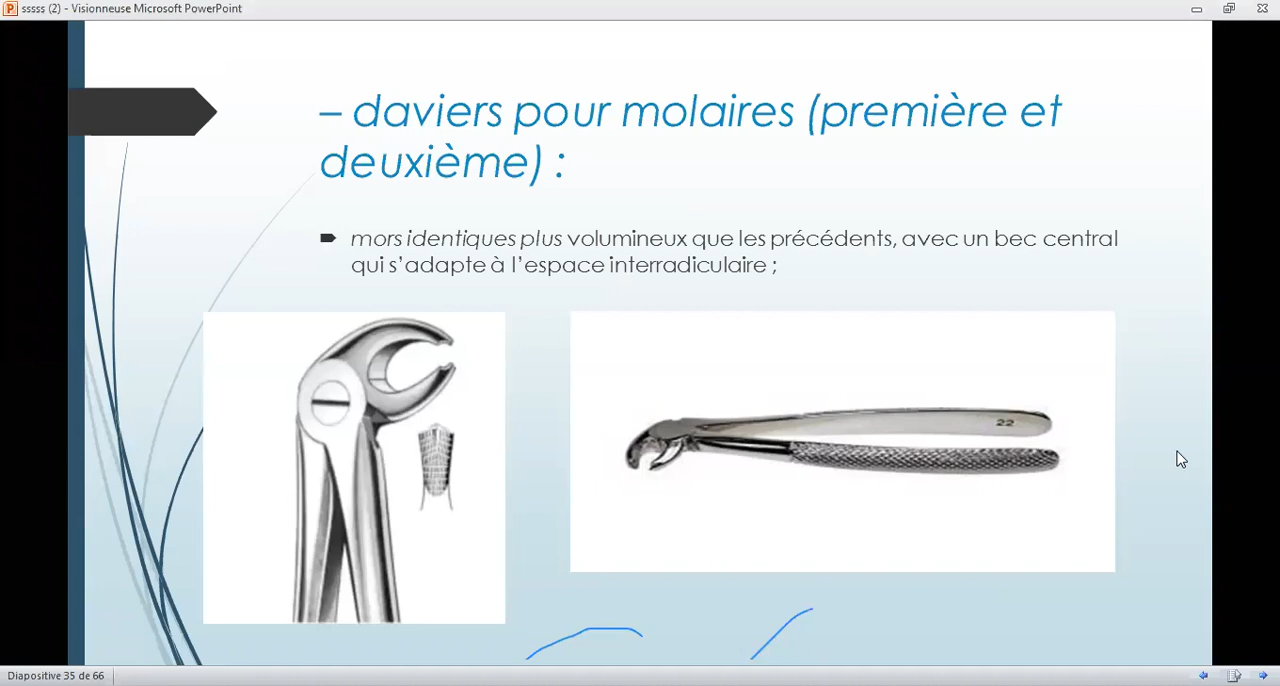 sssss (2) - Visionneuse Microsoft PowerPoint
– daviers pour molaires (première et
deuxième) :
mors identiques plus volumineux que les précédents, avec un bec central
qui s’adapte à l’espace interradiculaire ;
22
Diapositive 35 de 66